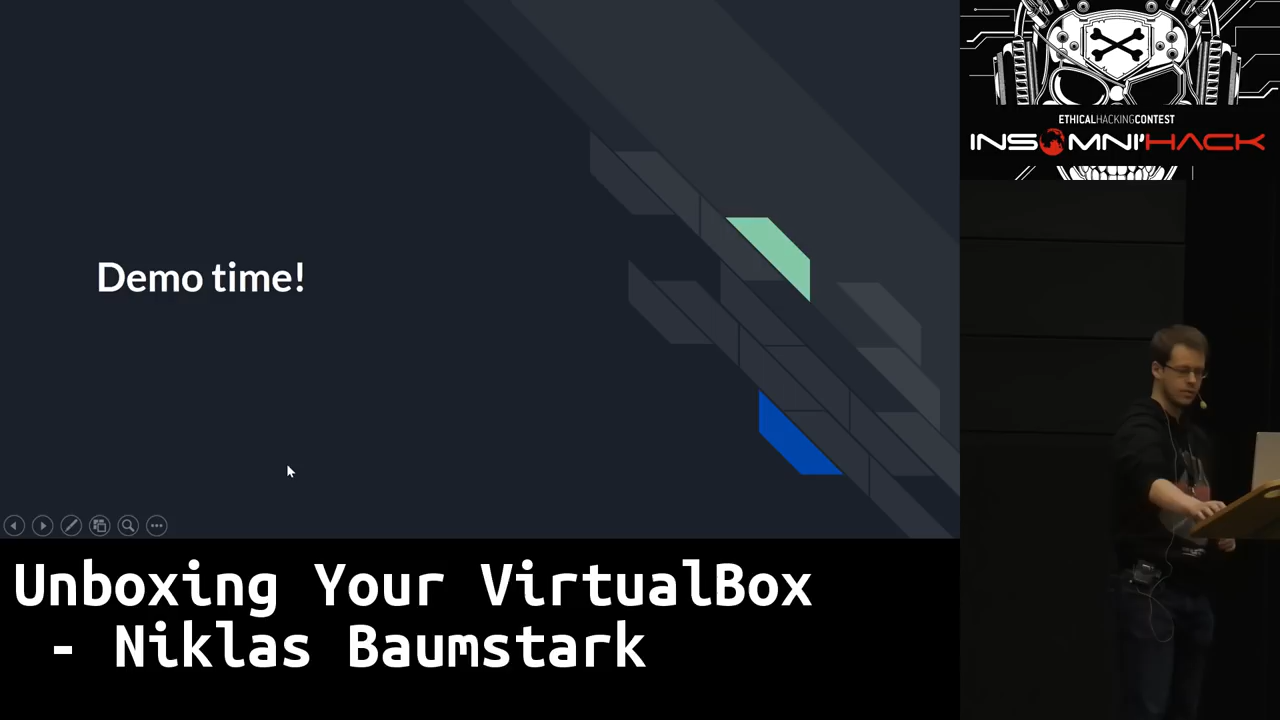 Demo time!
ETHICALHACKINGCONTEST
INSOMNI'HACK
Unboxing Your VirtualBox
- Niklas Baumstark